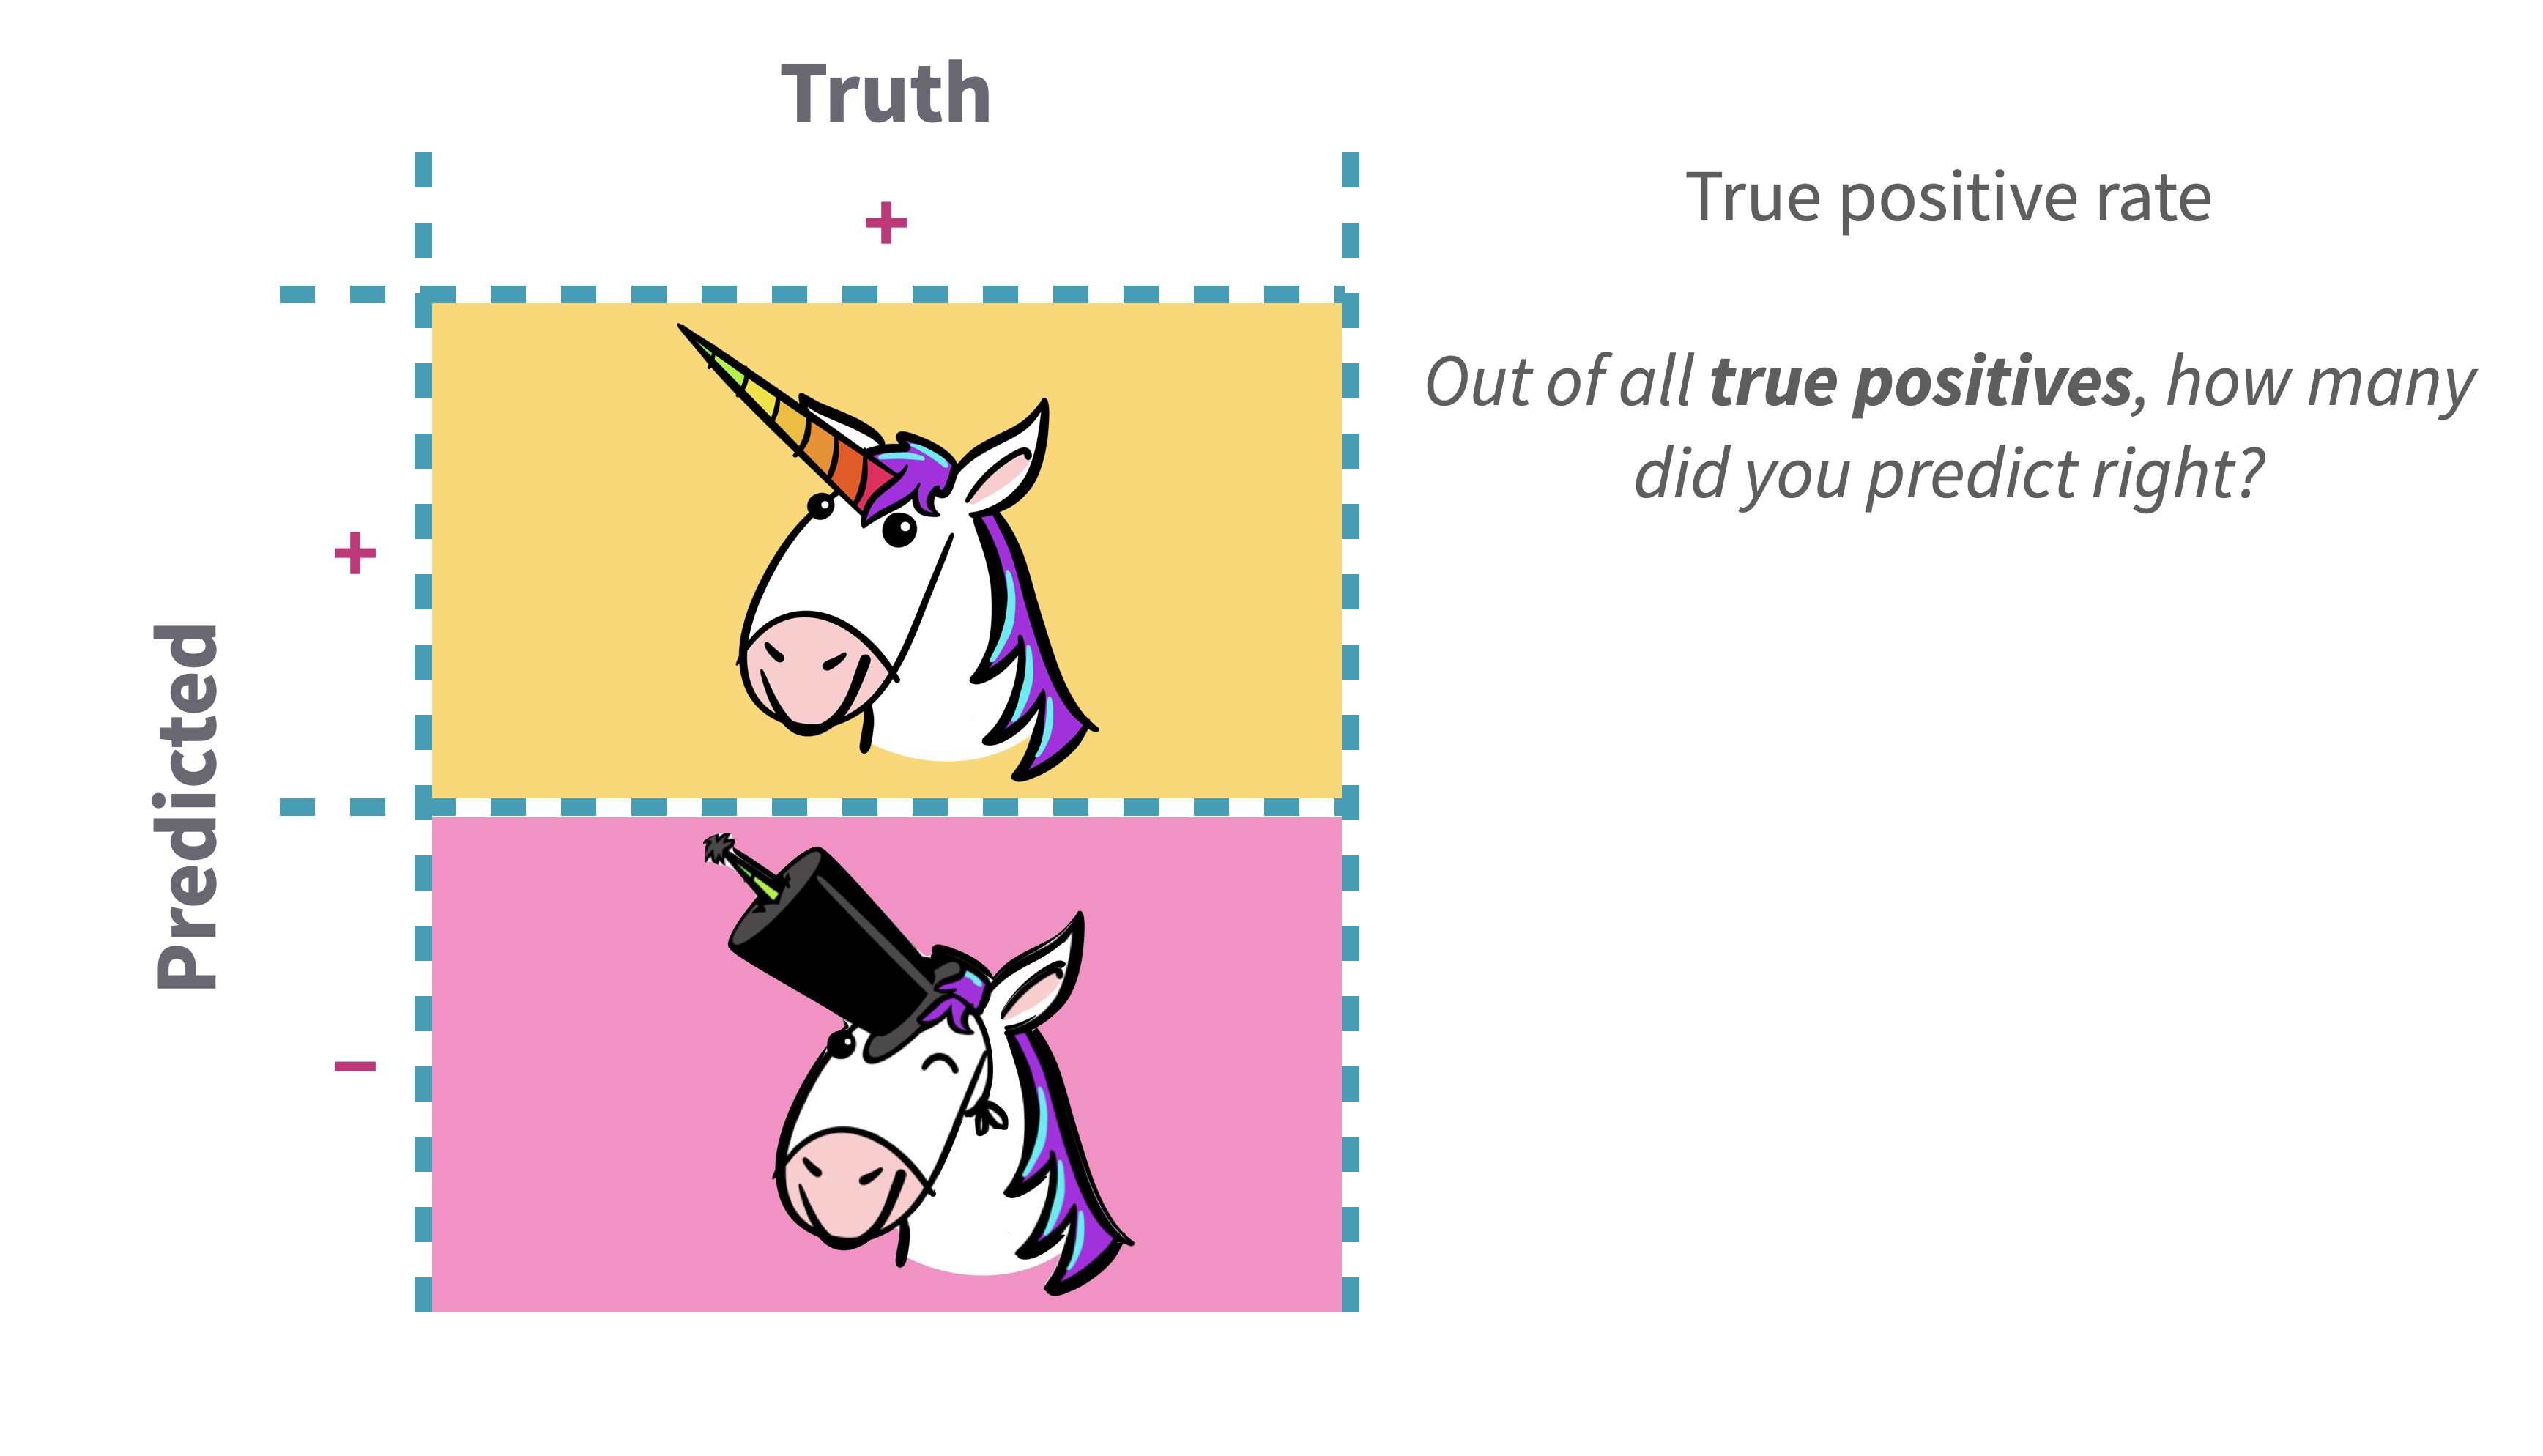 Truth
+
True positive rate
Out of all true positives, how many
did you predict right?
+
Predicted
–